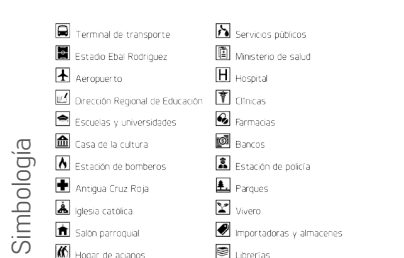 Simbología
Terminal de transporte
Estadio Ebal Rodriguez
Aeropuerto
Dirección Regional de Educación
Escuelas y universidades
Casa de la cultura
Estación de bomberos
Antigua Cruz Roja
Iglesia católica
Salón parroquial
Hogar de acianos
Servicios públicos
Ministerio de salud
H
Hospital
Clínicas
Farmacias
Bancos
Estación de policía
Parques
Vivero
Importadoras y almacenes
Librerías